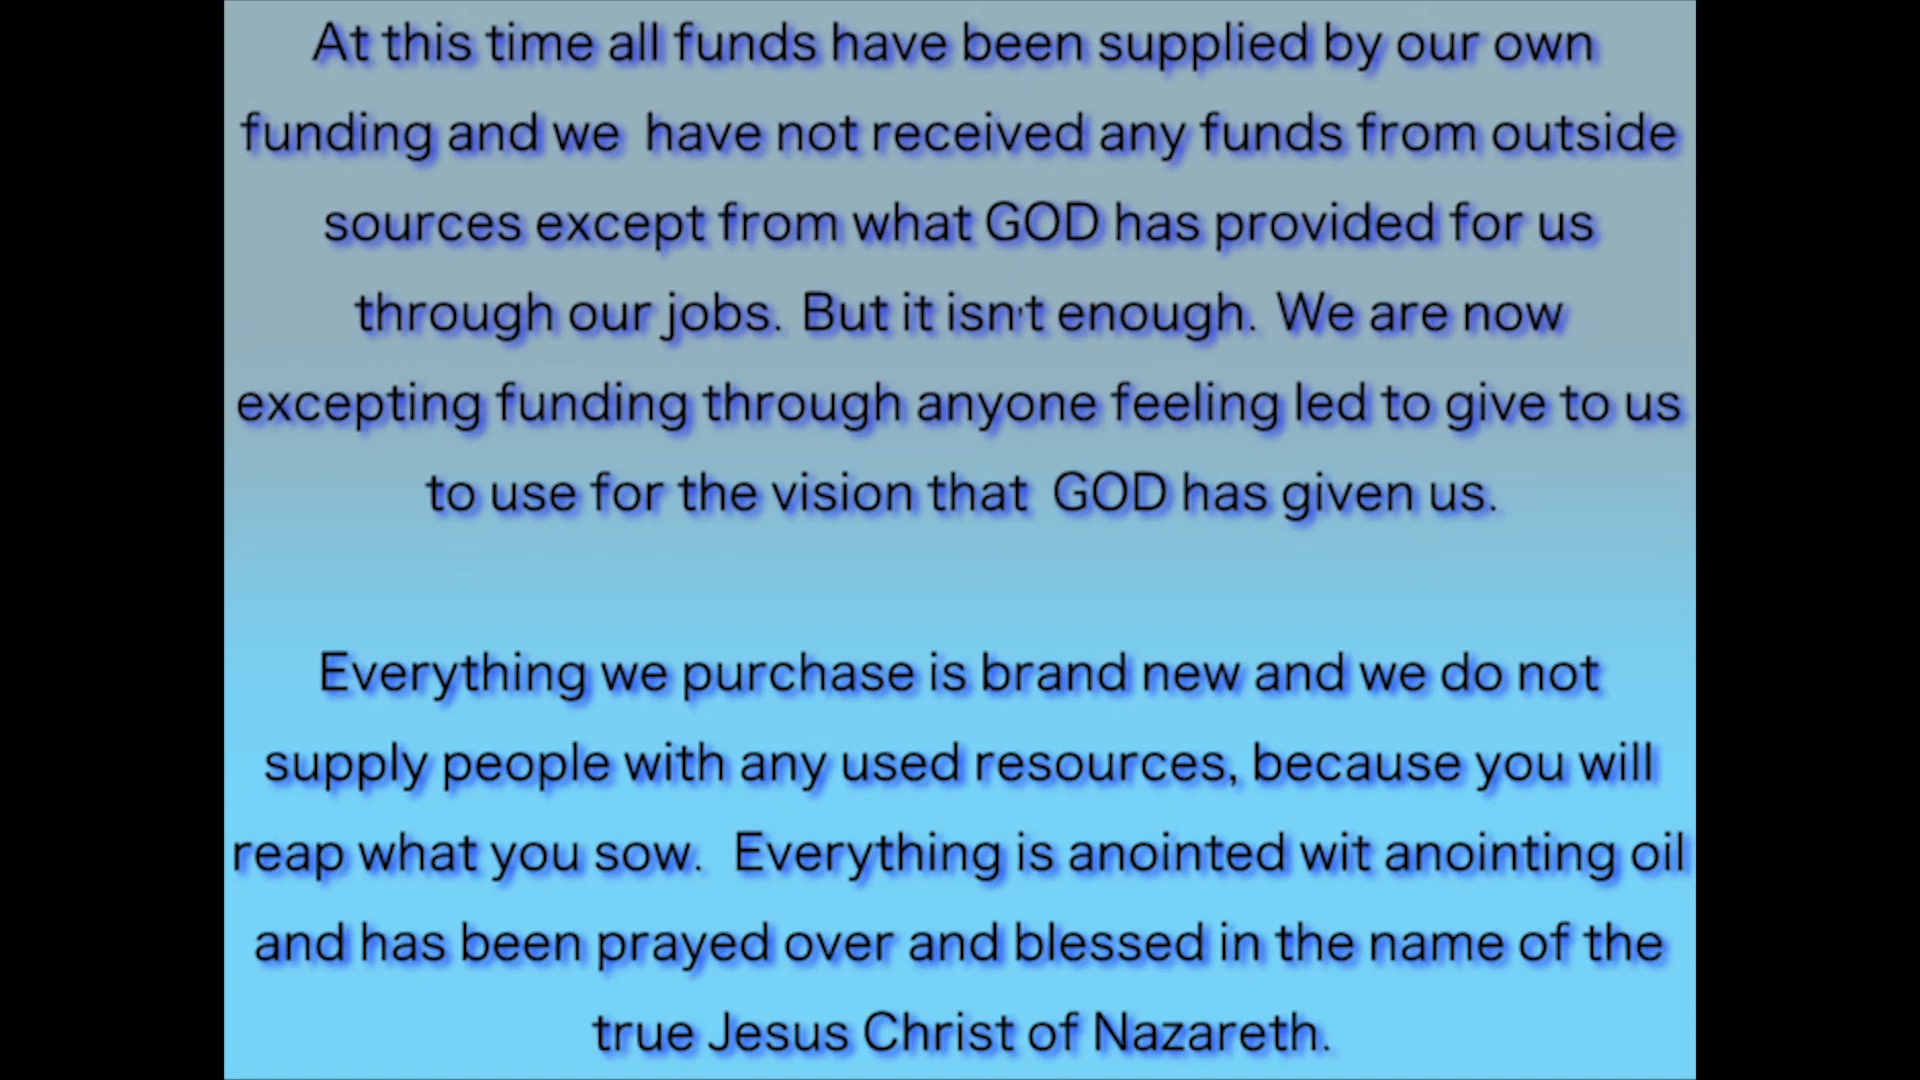 At this time all funds have been supplied by our own
funding and we  have not received any funds from outside
sources except from what GOD has provided for us
through our jobs.  But it isn't enough.  We are now
excepting funding through anyone feeling led to give to us
to use for the vision that  GOD has given us.
Everything we purchase is brand new and we do not
supply people with any used resources, because you will
reap what you sow.  Everything is anointed wit anointing oil
and has been prayed over and blessed in the name of the
true Jesus Christ of Nazareth.